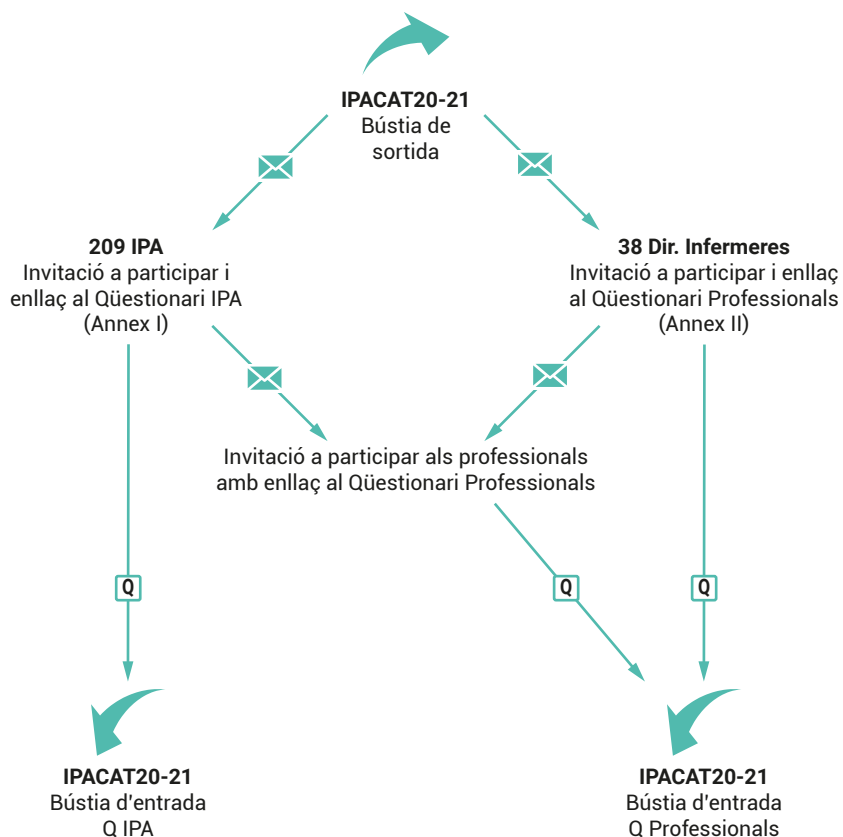 IPACAT20-21
Bústia de
sortida
209 IPA
Invitació a participar i
enllaç al Qüestionari IPA
(Annex I)
38 Dir. Infermeres
Invitació a participar i enllaç
al Qüestionari Professionals
(Annex II)
Invitació a participar als professionals
amb enllaç al Qüestionari Professionals
Q
Q
Q
IPACAT20-21
Bústia d'entrada
Q IPA
IPACAT20-21
Bústia d'entrada
Q Professionals